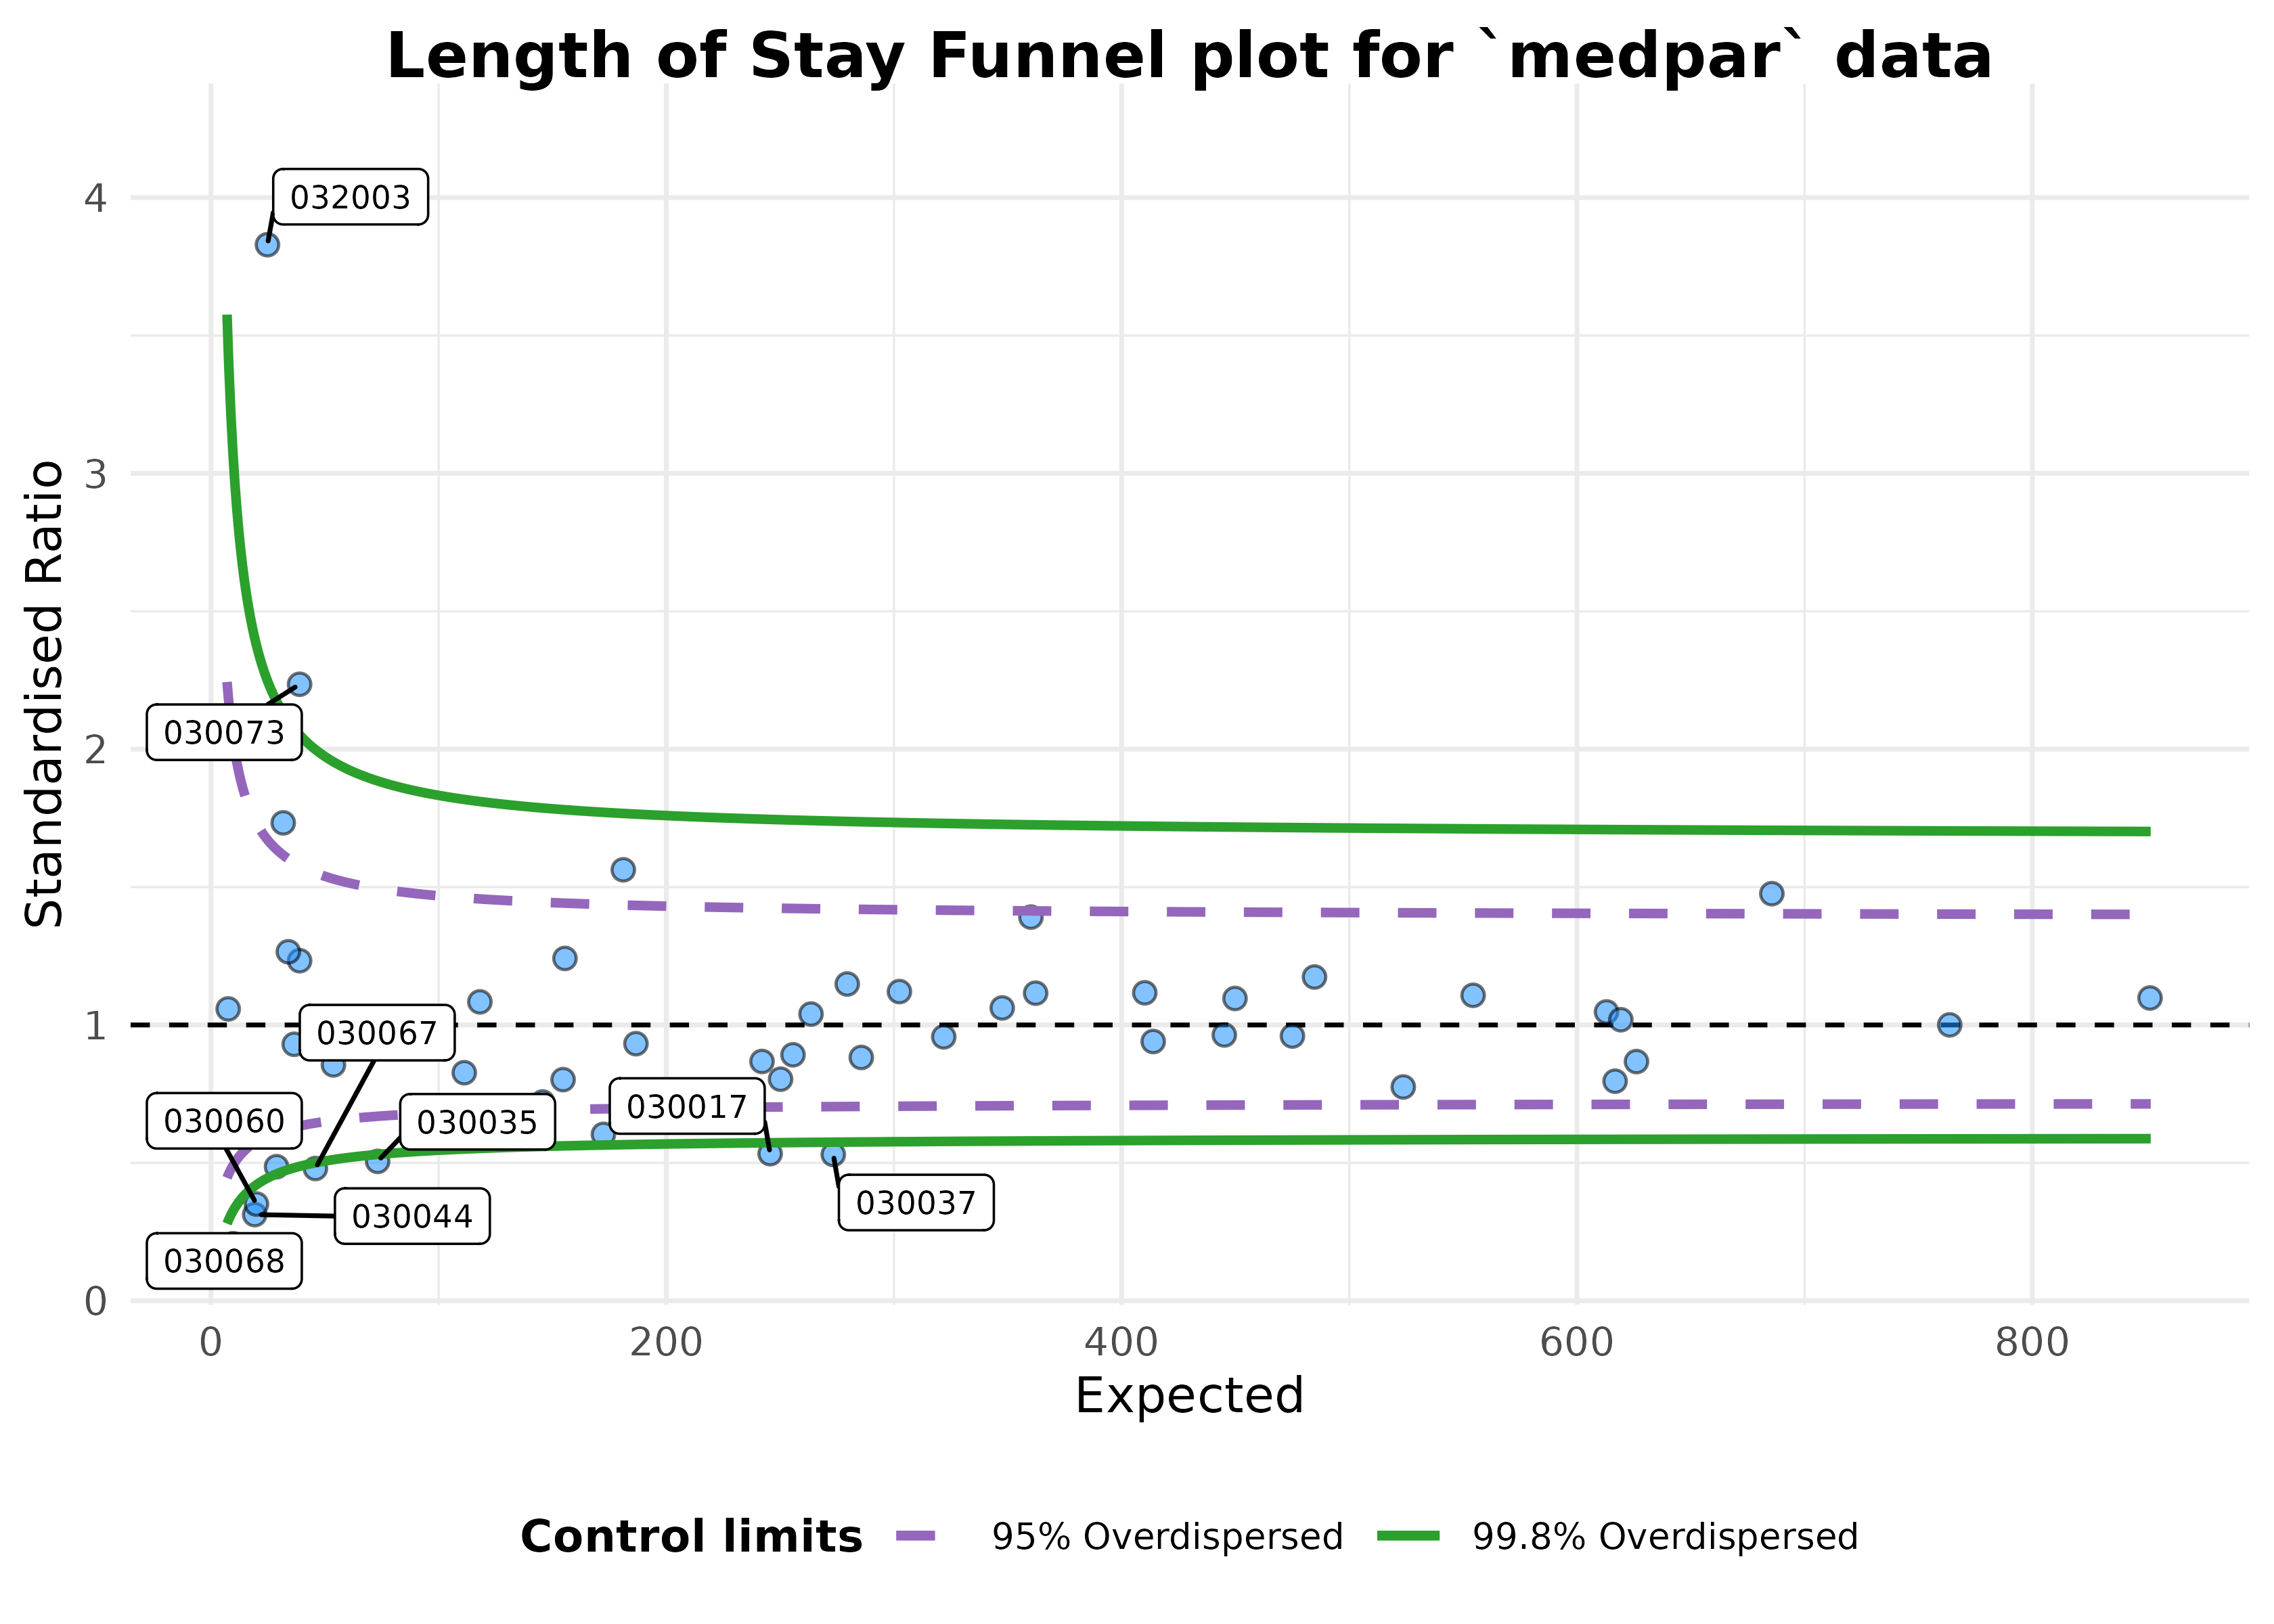 Length of Stay Funnel plot for `medpar` data
Standardised Ratio
4
3
2
1
0
032003
030073
030067
030060
030035
030017
030044
030037
030068
0 200 400 600 800
Expected
Control limits 95% Overdispersed 99.8% Overdispersed